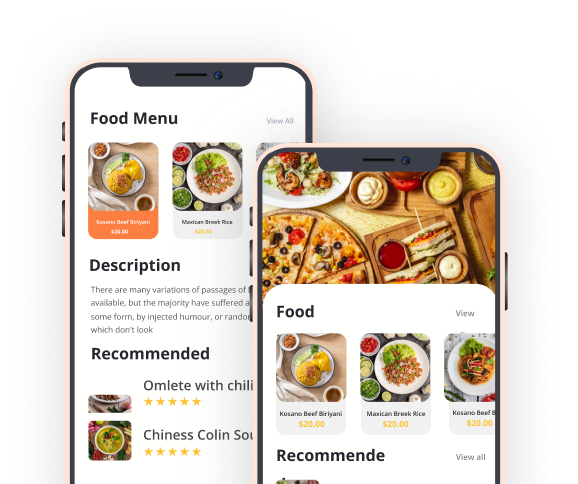 Food Menu
View All
Kosano Beef Biriyani
$20.00
Maxican Breek Rice
$20.00
Description
There are many variations of passages of
available, but the majority have suffered a
some form, by injected humour, or random
which don't look
Recommended
Omlete with chili
★★★★★
Chiness Colin Sou
★★★★★
Food
View
Kosano Beef Biriyani
$20.00
Maxican Breek Rice
$20.00
Kosano Beef B
$20.00
Recommende
View all